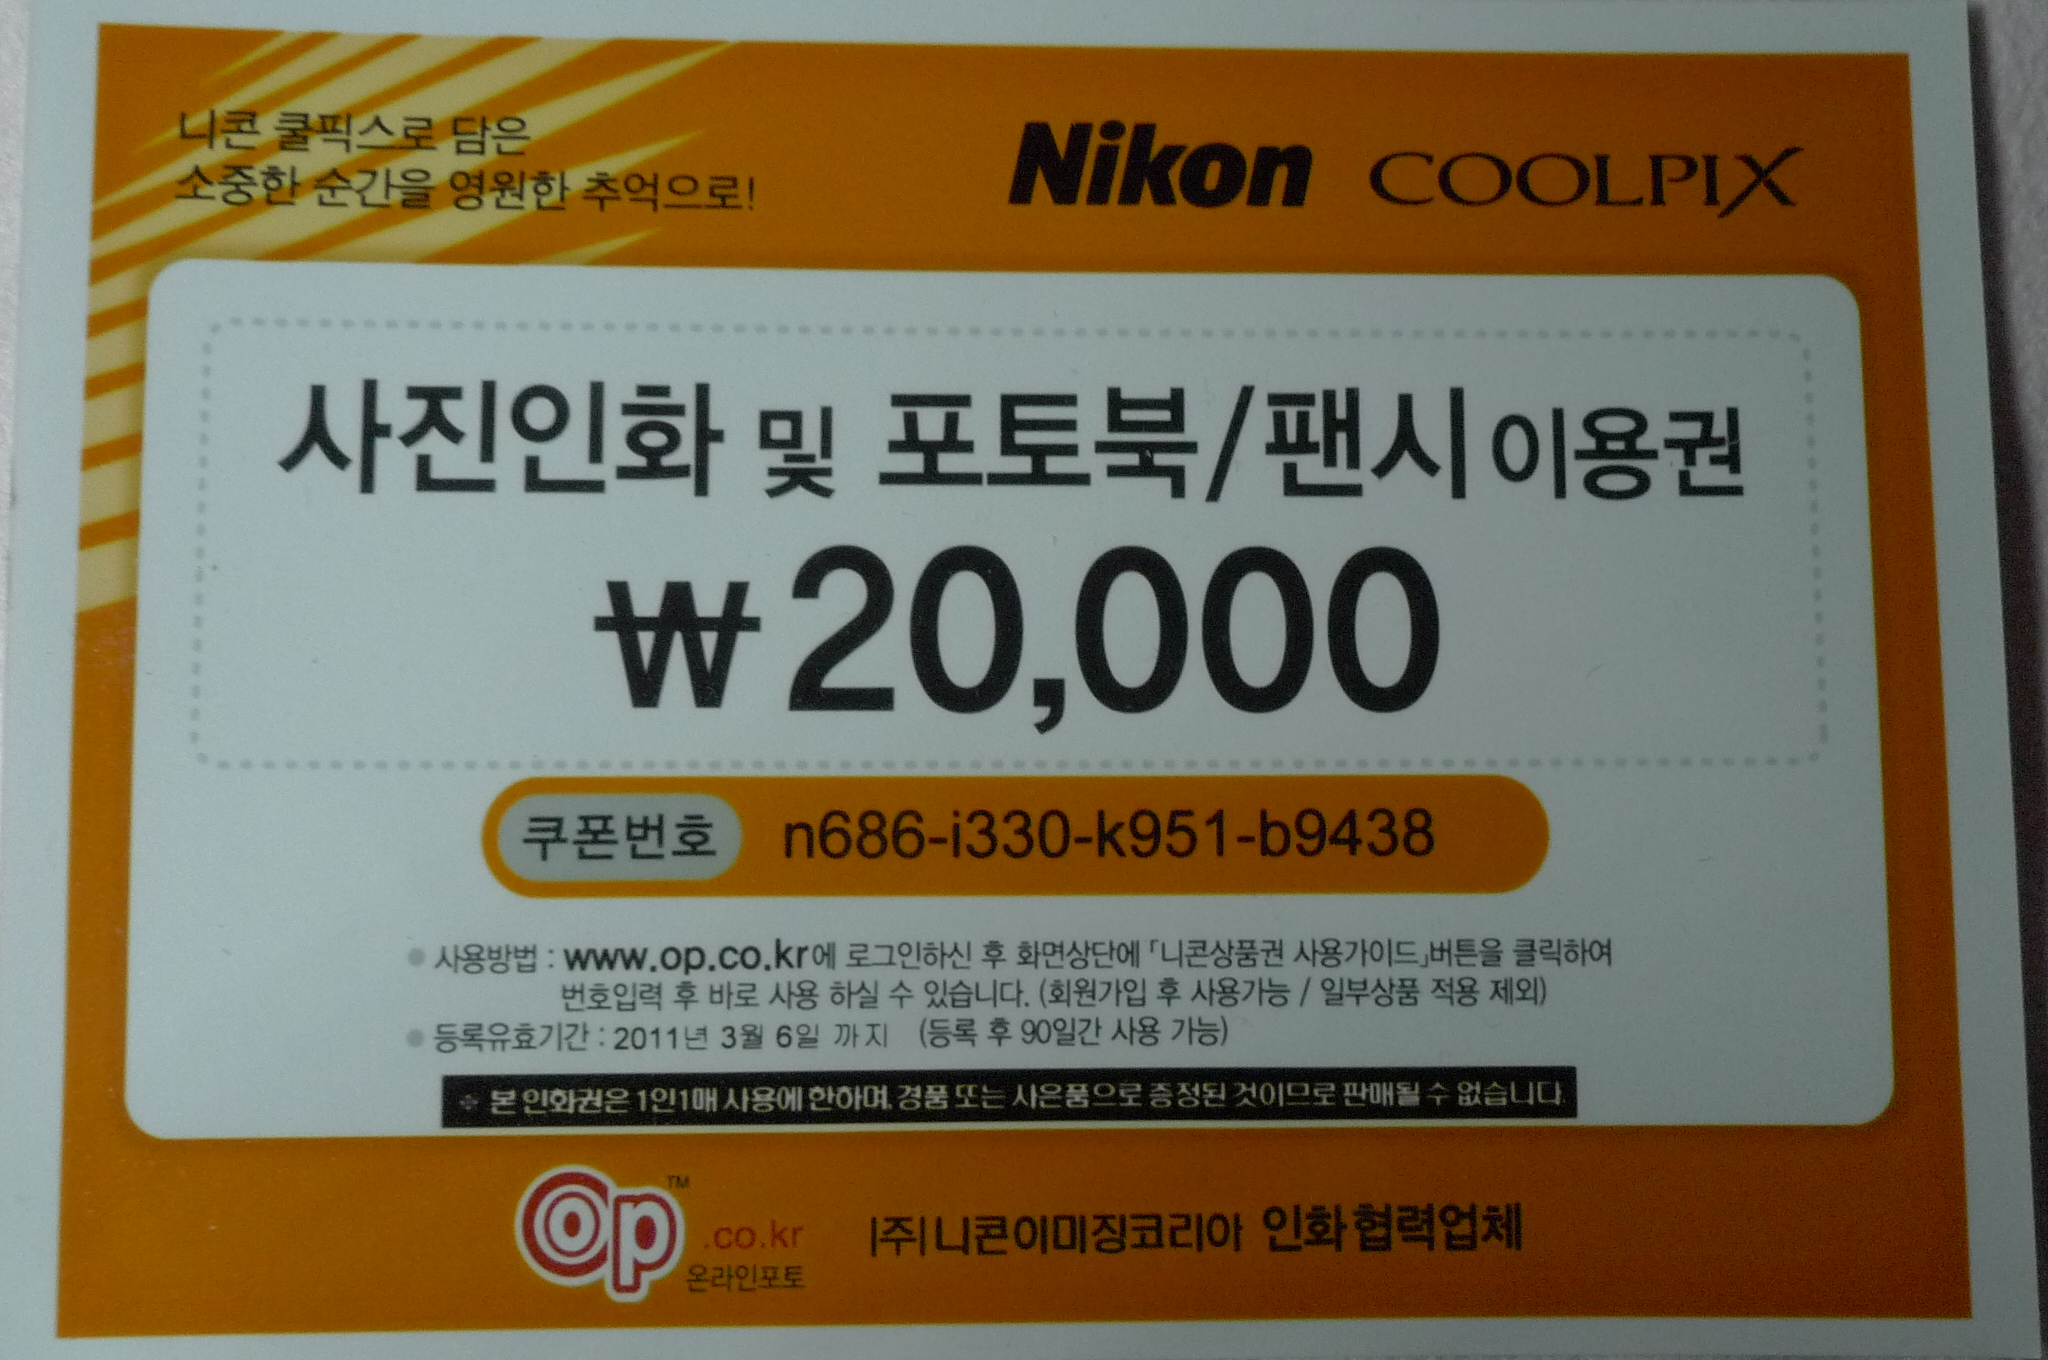 니콘 쿨픽스로 담은
소중한 순간을 영원한 추억으로!
Nikon COOLPIX
사진인화 및 포토북/팬시 이용권
₩20,000
쿠폰번호 n686-i330-k951-b9438
• 사용방법 : www.op.co.kr에 로그인하신 후 화면상단에 「니콘상품권 사용가이드」버튼을 클릭하여
번호입력 후 바로 사용 하실 수 있습니다. (회원가입 후 사용가능 / 일부상품 적용 제외)
• 등록유효기간 : 2011년 3월 6일 까지 (등록 후 90일간 사용 가능)
본 인화권은 1인1매 사용에 한하며, 경품 또는 사은품으로 증정된 것이므로 판매될 수 없습니다.
op™.co.kr
온라인포토
|주|니콘이미징코리아 인화협력업체